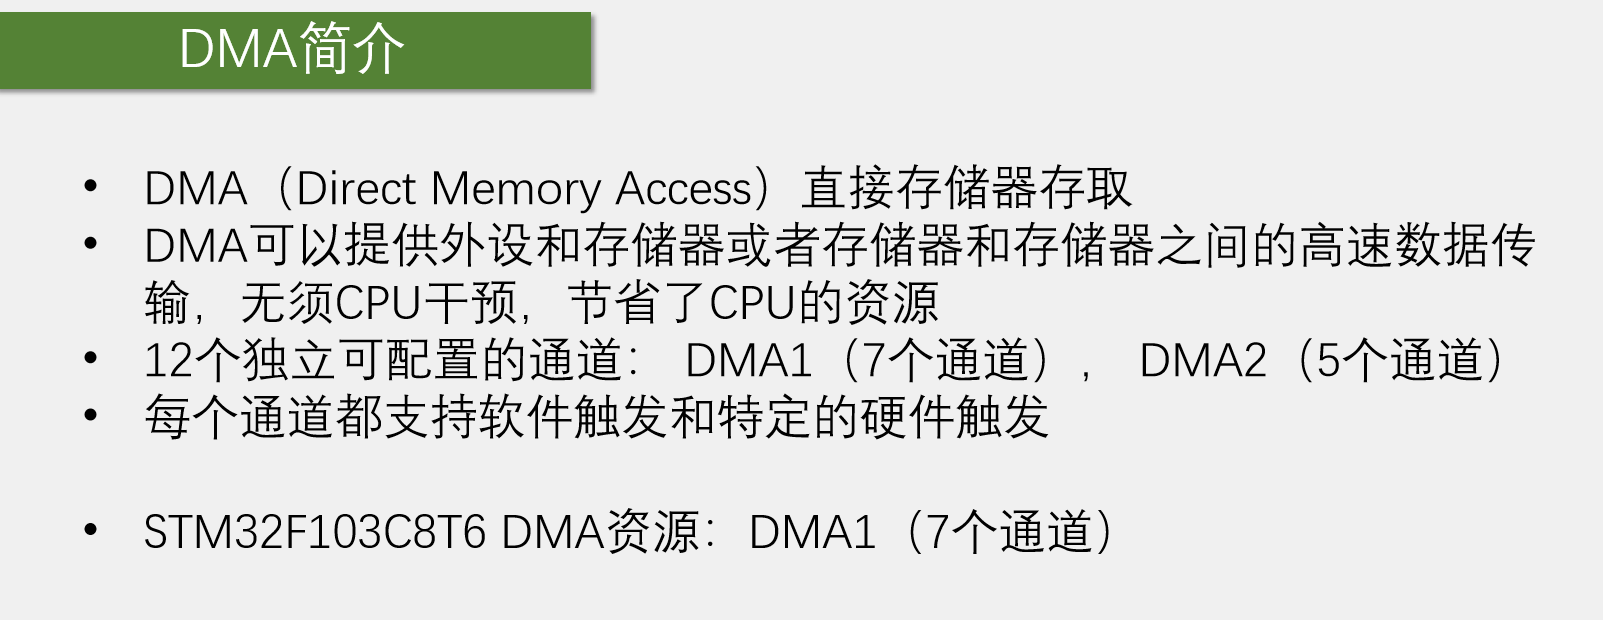 DMA简介
• DMA（Direct Memory Access）直接存储器存取
• DMA可以提供外设和存储器或者存储器和存储器之间的高速数据传
输，无须CPU干预，节省了CPU的资源
• 12个独立可配置的通道： DMA1（7个通道）， DMA2（5个通道）
• 每个通道都支持软件触发和特定的硬件触发
• STM32F103C8T6 DMA资源：DMA1（7个通道）